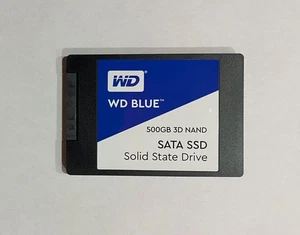 WD
WD BLUE™
500GB 3D NAND
SATA SSD
Solid State Drive